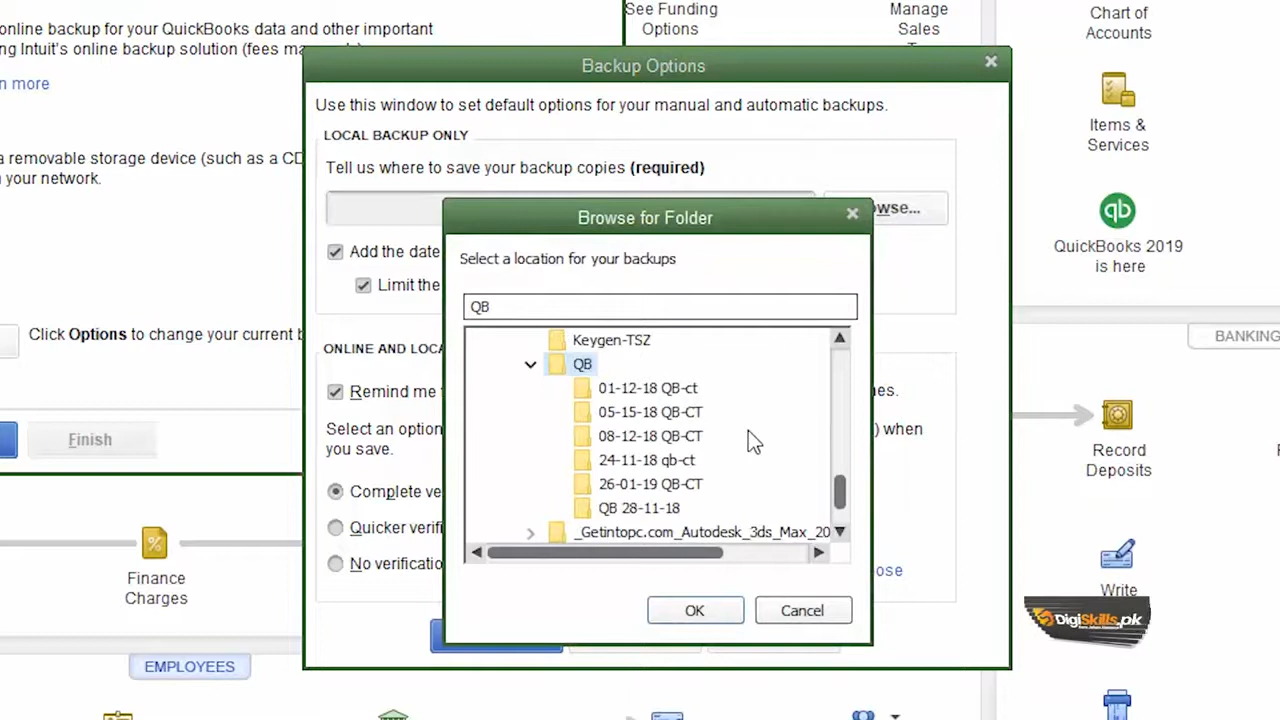 online backup for your QuickBooks data and other important
ng Intuit's online backup solution (fees ma
n more
a removable storage device (such as a CD
your network.
Click Options to change your current b
Finish
Finance
Charges
EMPLOYEES
See Funding
Options
Manage
Sales
Chart of
Accounts
Items &
Services
qb
QuickBooks 2019
is here
BANKING
Record
Deposits
Write
DigiSkills.pk
Backup Options
Use this window to set default options for your manual and automatic backups.
LOCAL BACKUP ONLY
Tell us where to save your backup copies (required)
owse...
Add the date
Limit the
ONLINE AND LOCA
Remind me
es.
Select an option
) when
you save.
Complete ve
Quicker verifi
No verificatio
ose
Browse for Folder
Select a location for your backups
QB
Keygen-TSZ
QB
01-12-18 QB-ct
05-15-18 QB-CT
08-12-18 QB-CT
24-11-18 qb-ct
26-01-19 QB-CT
QB 28-11-18
_Getintopc.com_Autodesk_3ds_Max_20
OK
Cancel